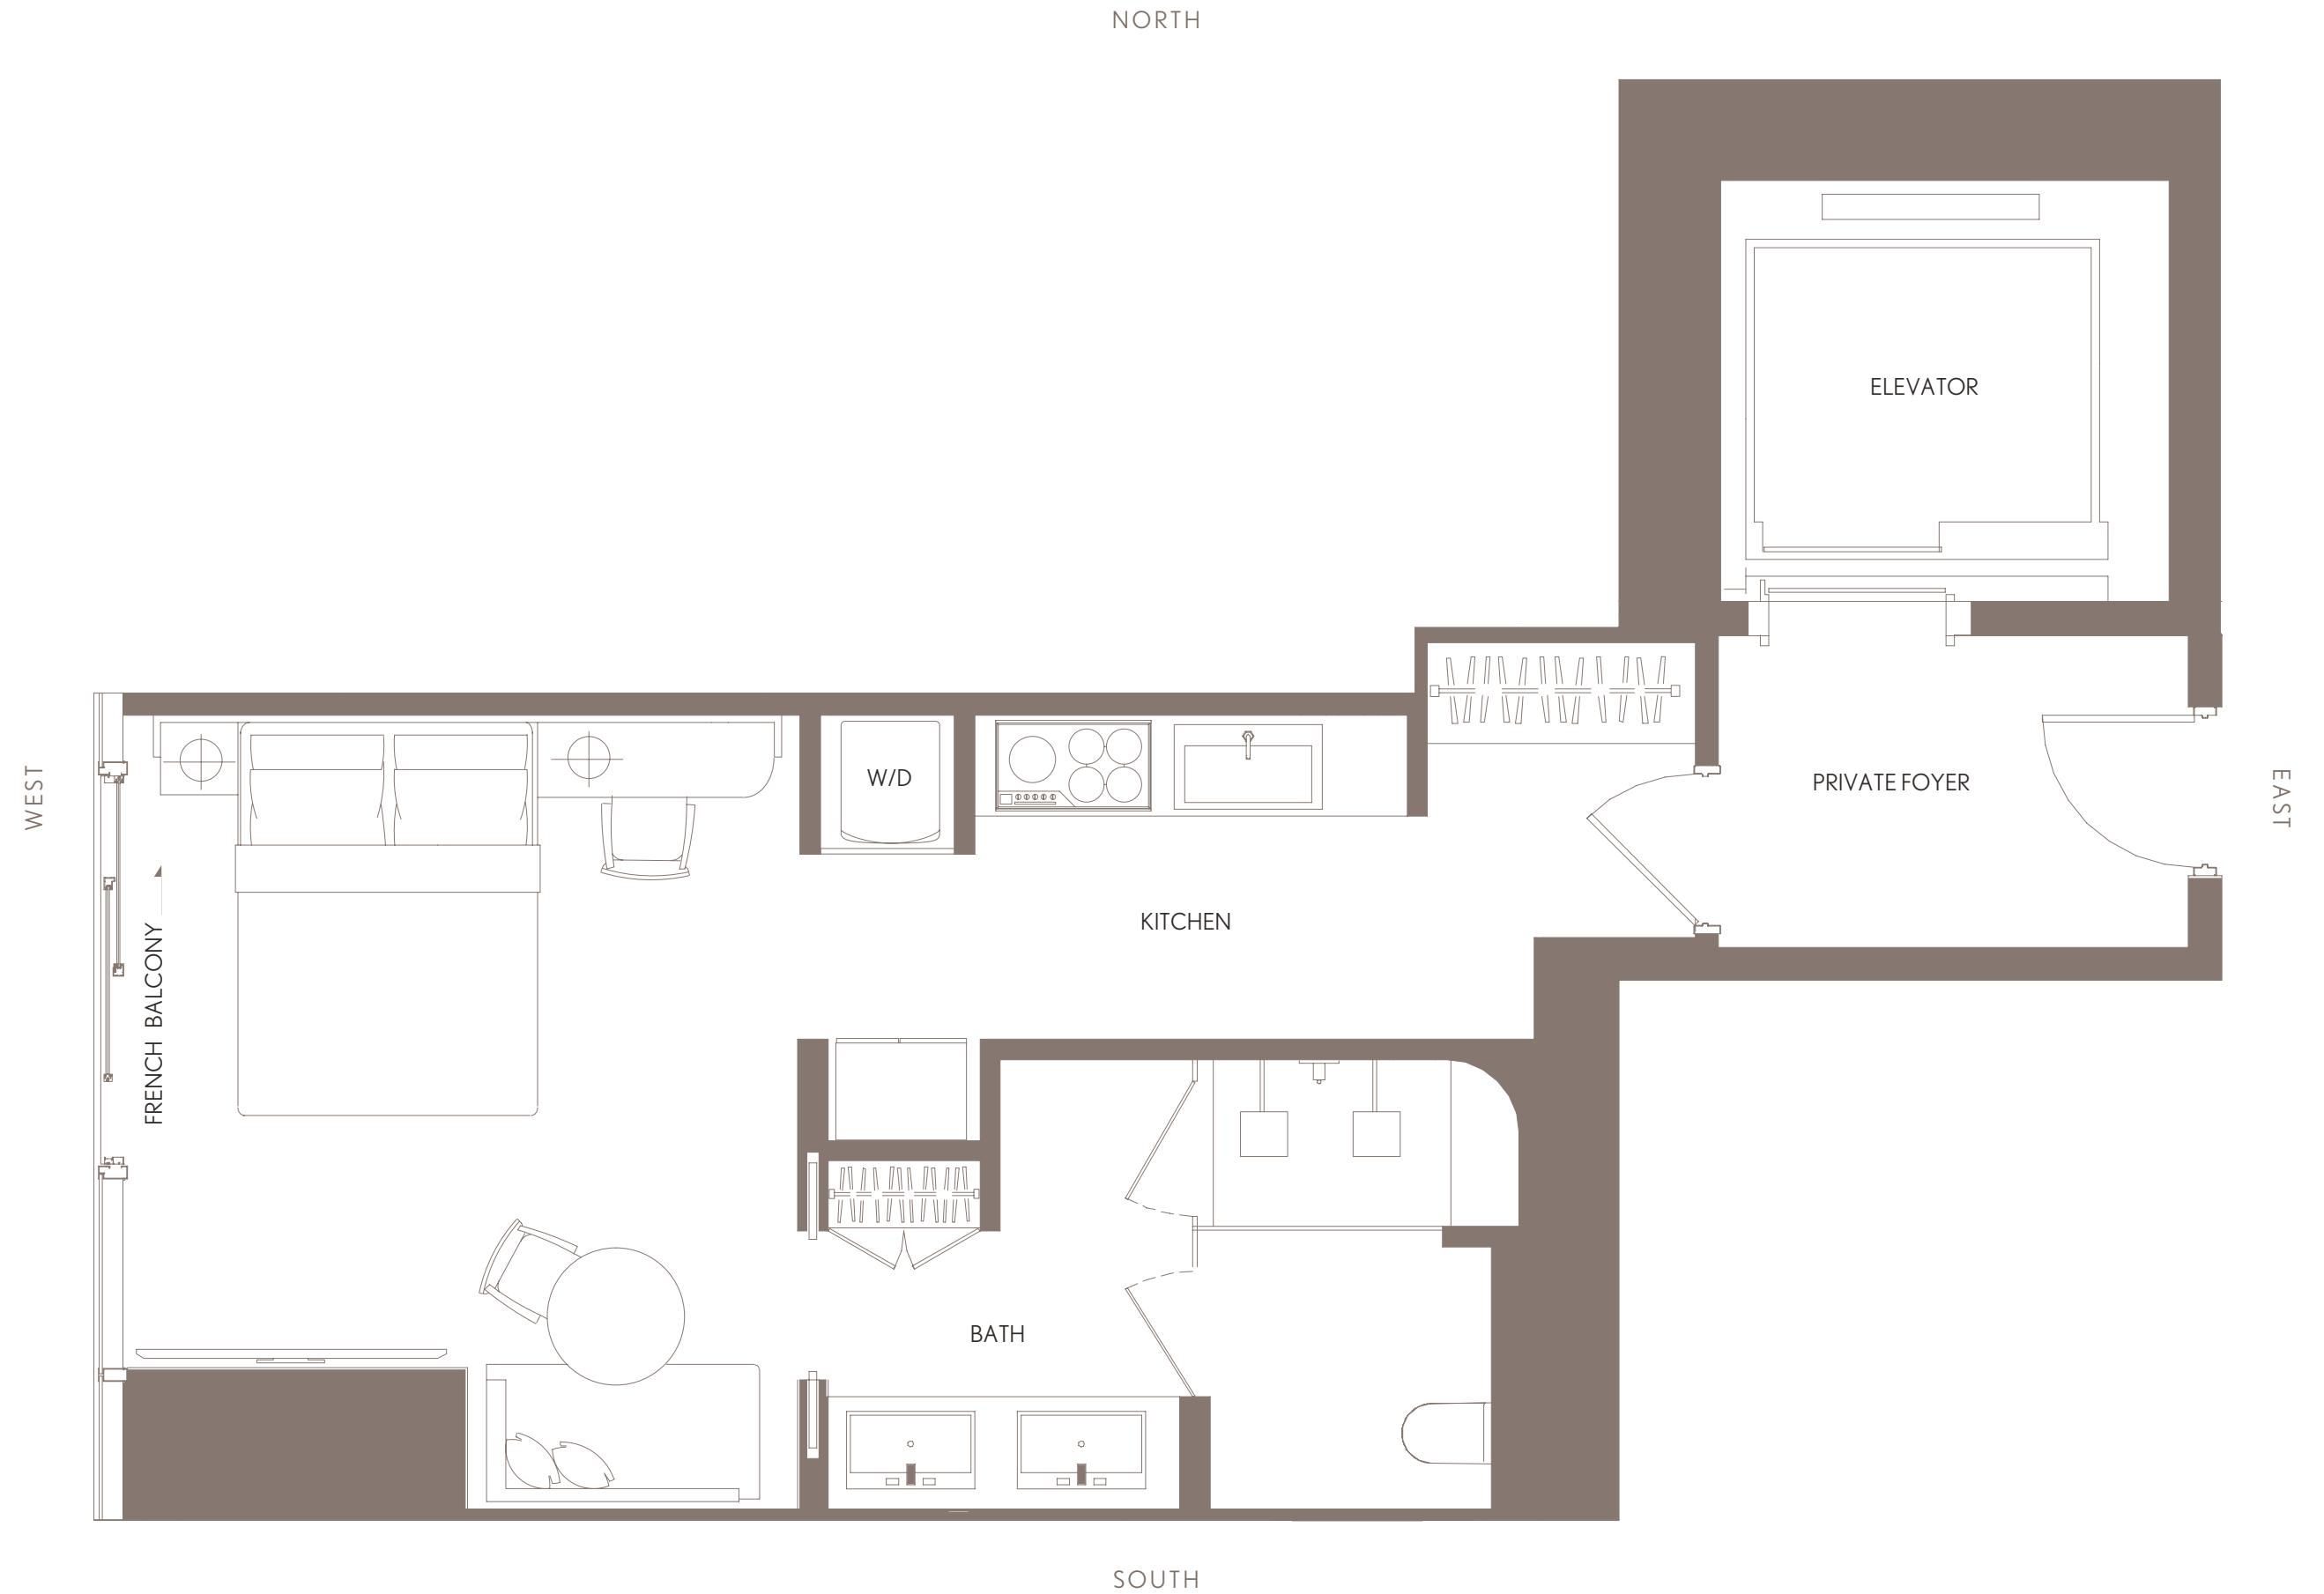 NORTH
ELEVATOR
WEST
W/D
PRIVATE FOYER
EAST
KITCHEN
FRENCH BALCONY
BATH
SOUTH